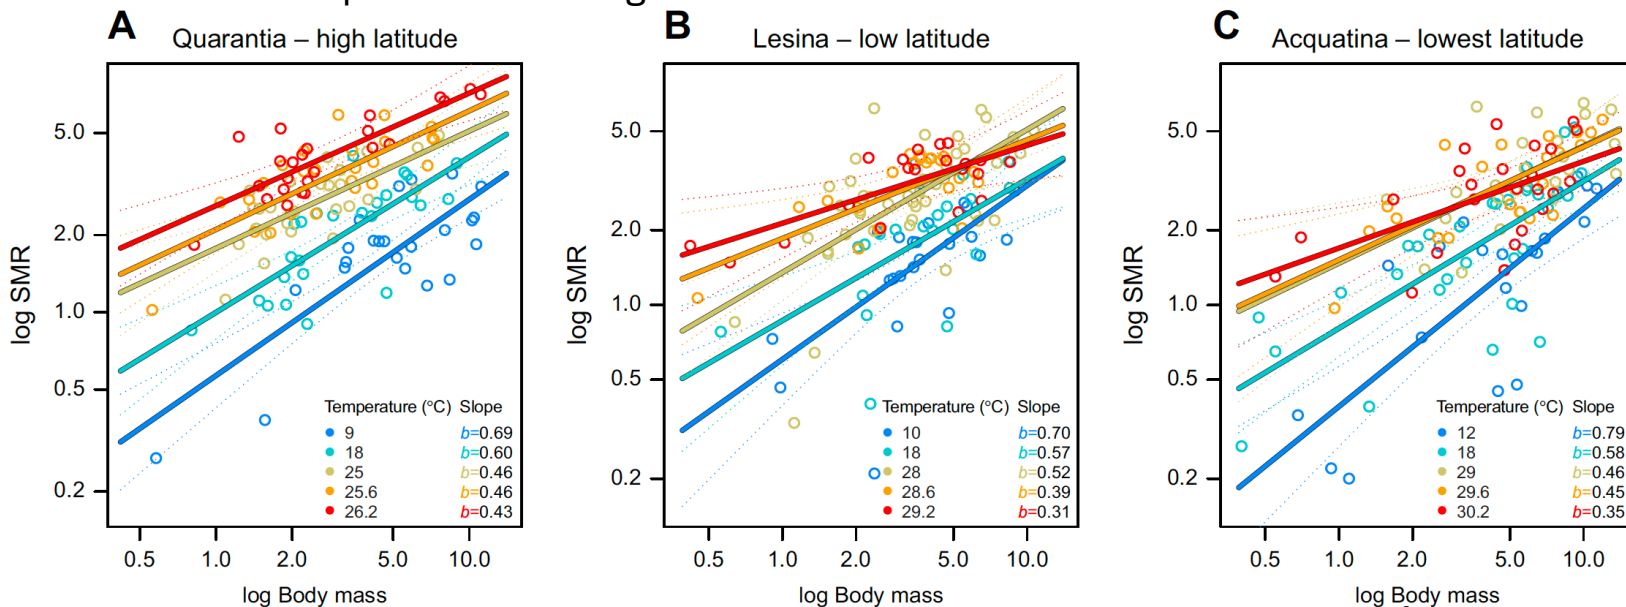 A Quarantia – high latitude
5.0
2.0
1.0
0.5
0.2
log SMR
Temperature (°C) Slope
9 b=0.69
18 b=0.60
25 b=0.46
25.6 b=0.46
26.2 b=0.43
0.5 1.0 2.0 5.0 10.0
log Body mass
B Lesina – low latitude
5.0
2.0
1.0
0.5
0.2
log SMR
Temperature (°C) Slope
10 b=0.70
18 b=0.57
28 b=0.52
28.6 b=0.39
29.2 b=0.31
0.5 1.0 2.0 5.0 10.0
log Body mass
C Acquatina – lowest latitude
5.0
2.0
1.0
0.5
0.2
log SMR
Temperature (°C) Slope
12 b=0.79
18 b=0.58
29 b=0.46
29.6 b=0.45
30.2 b=0.35
0.5 1.0 2.0 5.0 10.0
log Body mass